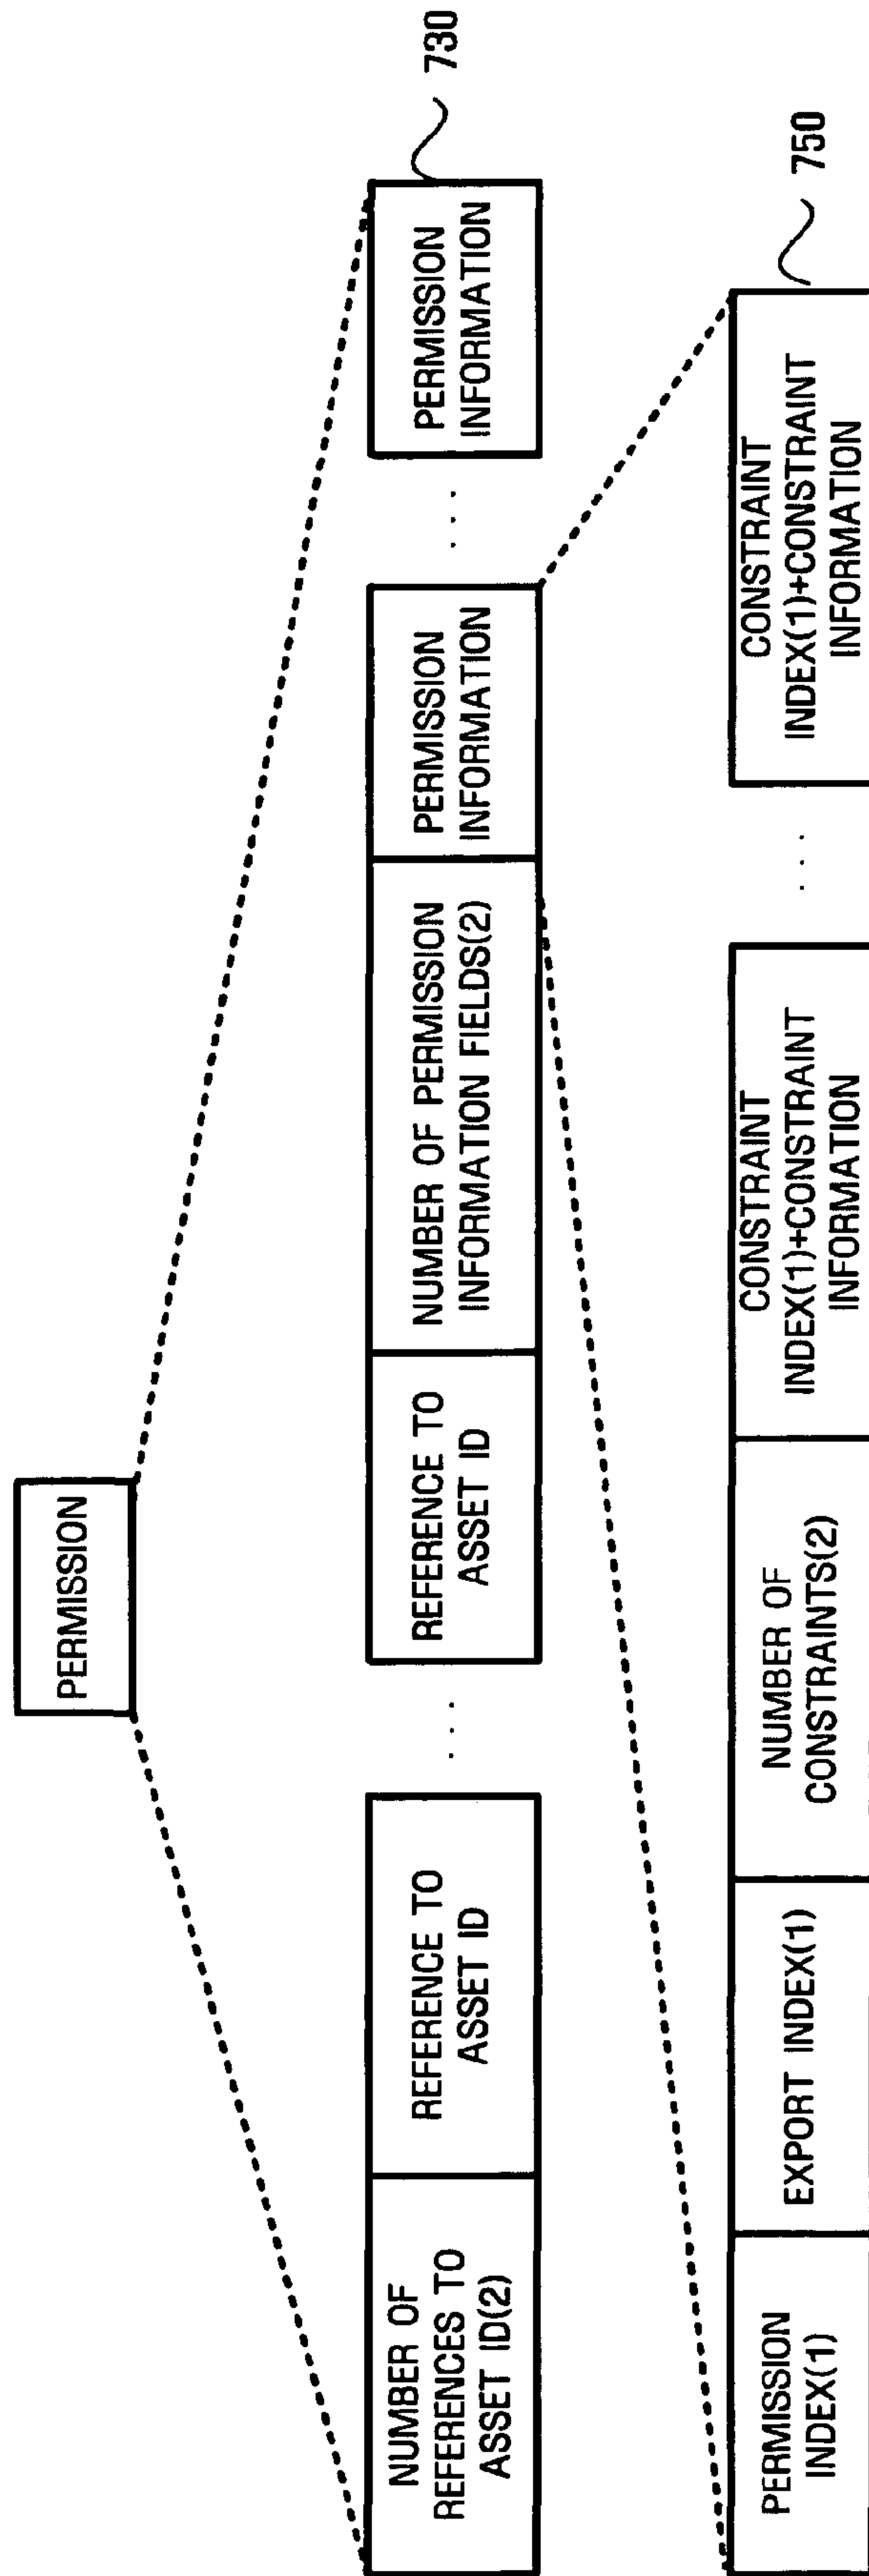 PERMISSION
730
NUMBER OF
REFERENCES TO
ASSET ID(2)
REFERENCE TO
ASSET ID
. . .
REFERENCE TO
ASSET ID
NUMBER OF PERMISSION
INFORMATION FIELDS(2)
PERMISSION
INFORMATION
. . .
PERMISSION
INFORMATION
750
PERMISSION
INDEX(1)
EXPORT INDEX(1)
NUMBER OF
CONSTRAINTS(2)
CONSTRAINT
INDEX(1)+CONSTRAINT
INFORMATION
. . .
CONSTRAINT
INDEX(1)+CONSTRAINT
INFORMATION